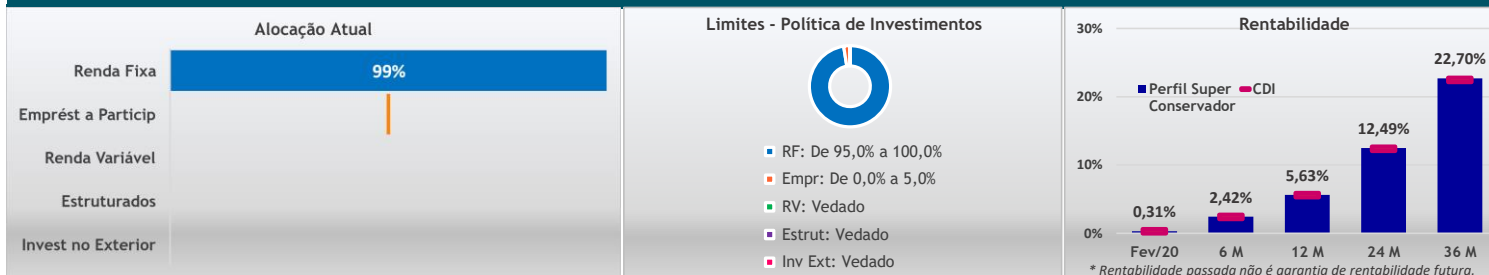 Alocação Atual
Renda Fixa
99%
Emprést a Particip
Renda Variável
Estruturados
Invest no Exterior
Limites - Política de Investimentos
RF: De 95,0% a 100,0%
Empr: De 0,0% a 5,0%
RV: Vedado
Estrut: Vedado
Inv Ext: Vedado
Rentabilidade
30%
20%
10%
0%
Perfil Super Conservador
CDI
0,31%
2,42%
5,63%
12,49%
22,70%
Fev/20 6 M 12 M 24 M 36 M
* Rentabilidade passada não é garantia de rentabilidade futura.